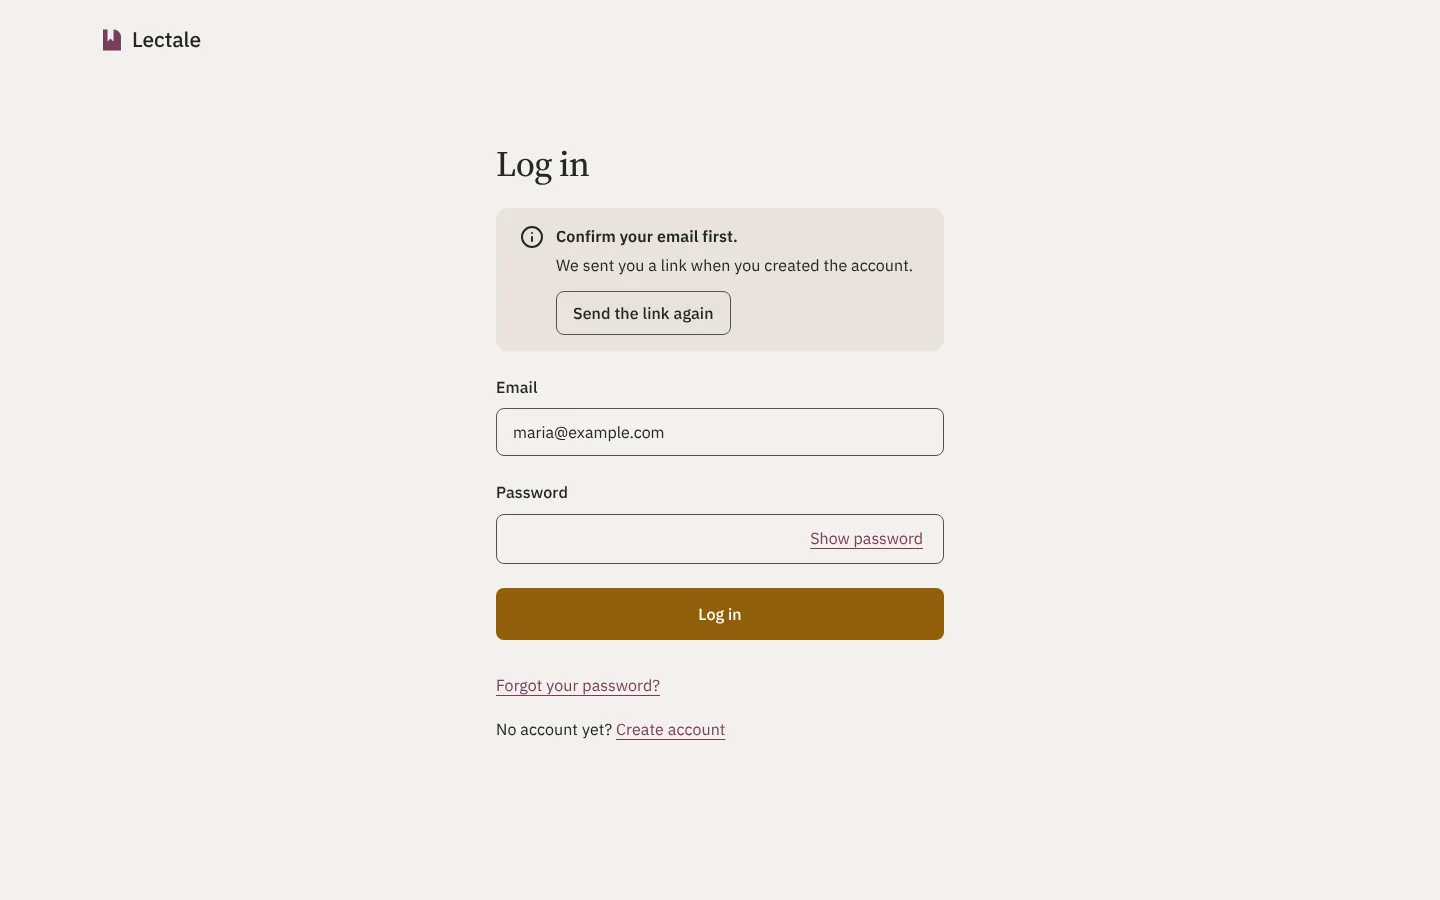 Lectale
Log in
Confirm your email first.
We sent you a link when you created the account.
Send the link again
Email
maria@example.com
Password
Show password
Log in
Forgot your password?
No account yet? Create account